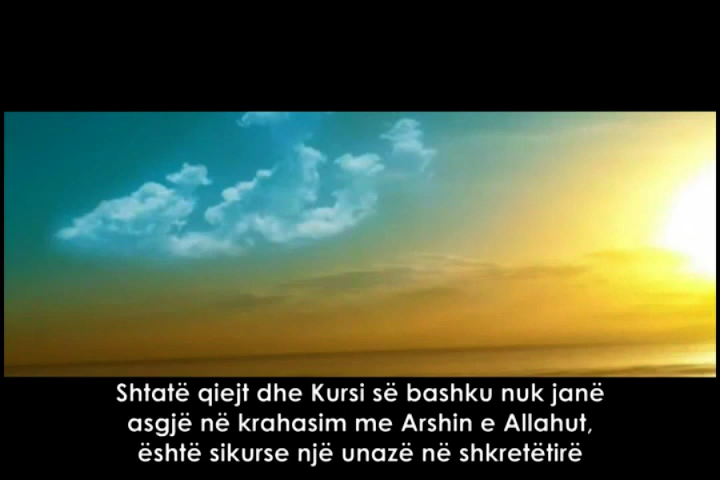 Shtatë qiejt dhe Kursi së bashku nuk janë
asgjë në krahasim me Arshin e Allahut,
është sikurse një unazë në shkretëtirë